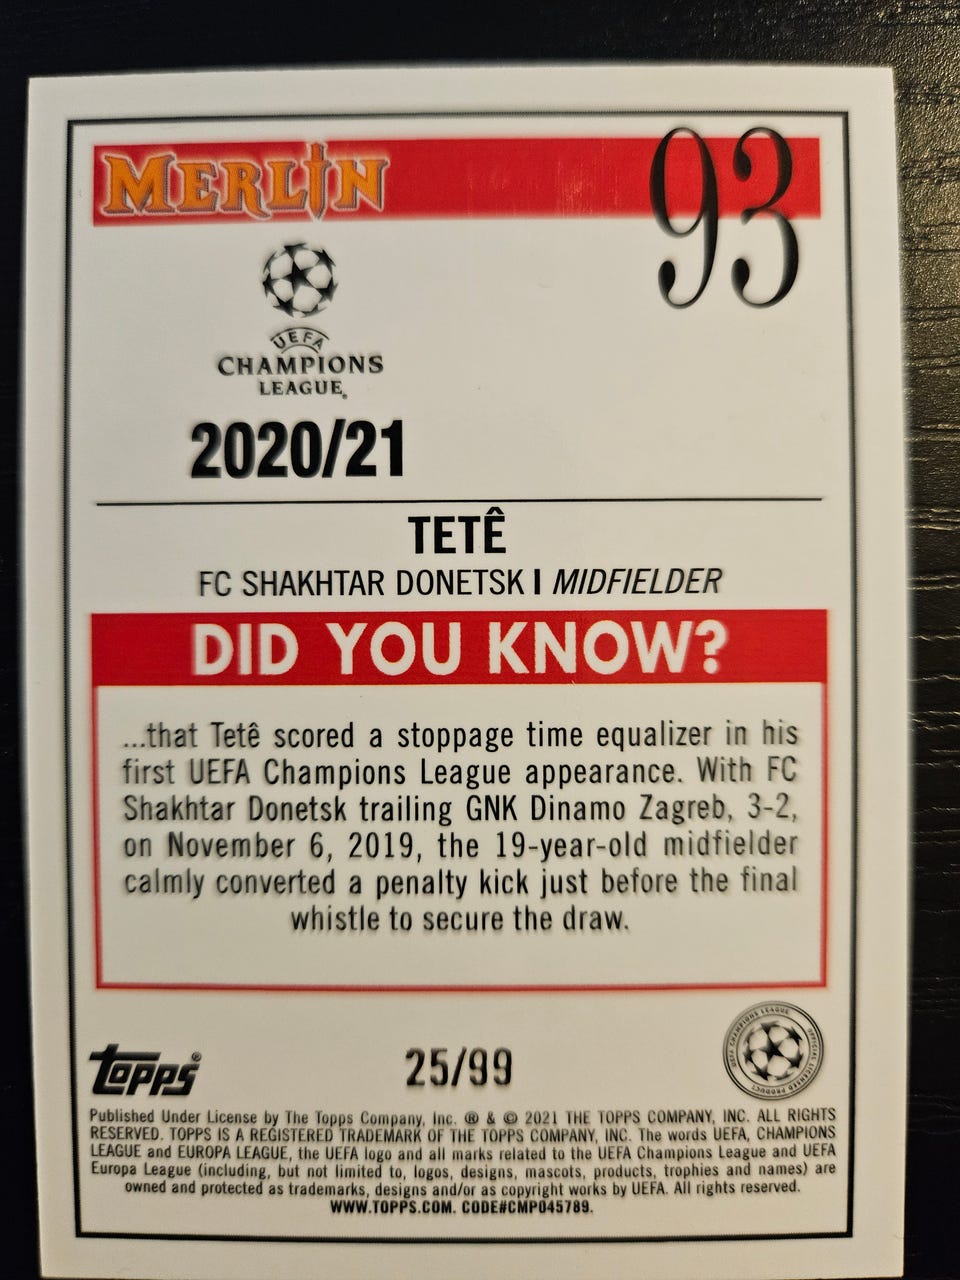 MERLIN
93
UEFA
CHAMPIONS
LEAGUE®
2020/21
TETÊ
FC SHAKHTAR DONETSK | MIDFIELDER
DID YOU KNOW?
...that Tetê scored a stoppage time equalizer in his
first UEFA Champions League appearance. With FC
Shakhtar Donetsk trailing GNK Dinamo Zagreb, 3-2,
on November 6, 2019, the 19-year-old midfielder
calmly converted a penalty kick just before the final
whistle to secure the draw.
Topps®
25/99
UEFA CHAMPIONS LEAGUE OFFICIAL LICENSED PRODUCT
Published Under License by The Topps Company, Inc. ® & © 2021 THE TOPPS COMPANY, INC. ALL RIGHTS
RESERVED. TOPPS IS A REGISTERED TRADEMARK OF THE TOPPS COMPANY, INC. The words UEFA, CHAMPIONS
LEAGUE and EUROPA LEAGUE, the UEFA logo and all marks related to the UEFA Champions League and UEFA
Europa League (including, but not limited to, logos, designs, mascots, products, trophies and names) are
owned and protected as trademarks, designs and/or as copyright works by UEFA. All rights reserved.
WWW.TOPPS.COM. CODE#CMP045789.